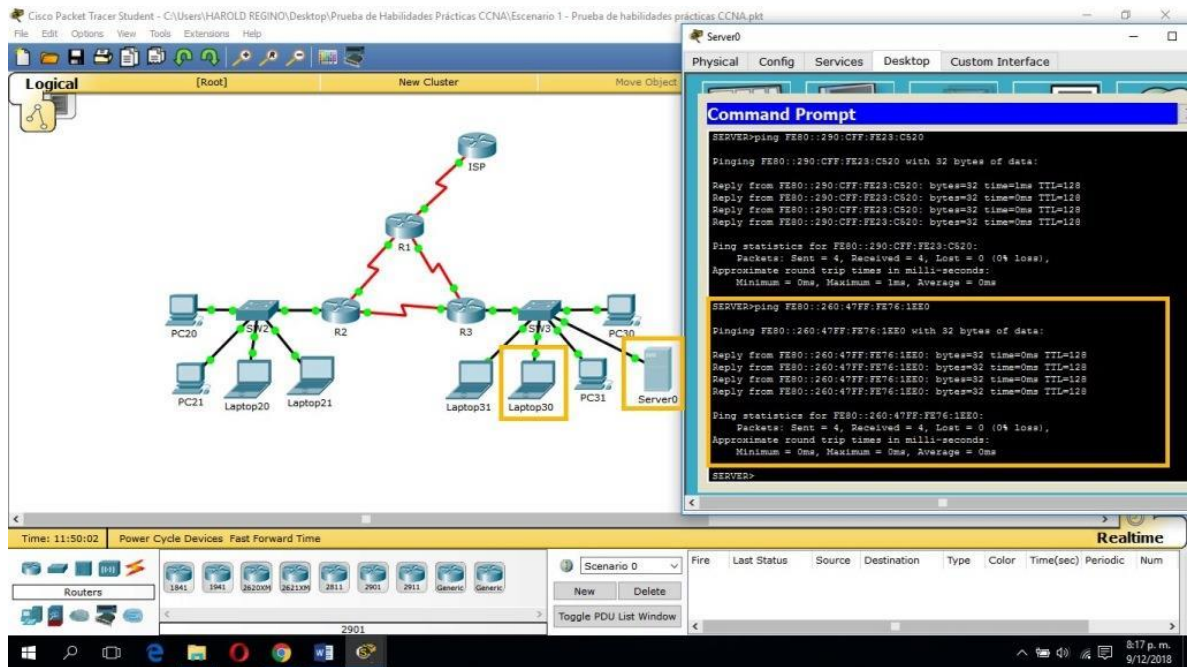 Cisco Packet Tracer Student - C:\Users\HAROLD REGINO\Desktop\Prueba de Habilidades Prácticas CCNA\Escenario 1 - Prueba de habilidades prácticas CCNA.pkt
File Edit Options View Tools Extensions Help
Logical [Root] New Cluster Move Object
ISP
R1
PC20 SW2 R2 R3 SW3 PC30
PC21 Laptop20 Laptop21 Laptop31 Laptop30 PC31 Server0
Server0
Physical Config Services Desktop Custom Interface
Command Prompt
SERVER>ping FE80::290:CFF:FE23:C520
Pinging FE80::290:CFF:FE23:C520 with 32 bytes of data:
Reply from FE80::290:CFF:FE23:C520: bytes=32 time=1ms TTL=128
Reply from FE80::290:CFF:FE23:C520: bytes=32 time=0ms TTL=128
Reply from FE80::290:CFF:FE23:C520: bytes=32 time=0ms TTL=128
Ping statistics for FE80::290:CFF:FE23:C520:
Packets: Sent = 4, Received = 4, Lost = 0 (0% loss),
Approximate round trip times in milli-seconds:
Minimum = 0ms, Maximum = 1ms, Average = 0ms
SERVER>ping FE80::260:47FF:FE76:1EE0
Pinging FE80::260:47FF:FE76:1EE0 with 32 bytes of data:
Reply from FE80::260:47FF:FE76:1EE0: bytes=32 time=0ms TTL=128
Reply from FE80::260:47FF:FE76:1EE0: bytes=32 time=0ms TTL=128
Reply from FE80::260:47FF:FE76:1EE0: bytes=32 time=0ms TTL=128
Reply from FE80::260:47FF:FE76:1EE0: bytes=32 time=0ms TTL=128
Ping statistics for FE80::260:47FF:FE76:1EE0:
Packets: Sent = 4, Received = 4, Lost = 0 (0% loss),
Approximate round trip times in milli-seconds:
Minimum = 0ms, Maximum = 0ms, Average = 0ms
SERVER>
Time: 11:50:02 Power Cycle Devices Fast Forward Time Realtime
Routers
1841 1941 2620XM 2621XM 2811 2901 2911 Generic Generic
2901
Scenario 0
New Delete
Toggle PDU List Window
Fire Last Status Source Destination Type Color Time(sec) Periodic Num
8:17 p. m.
9/12/2018